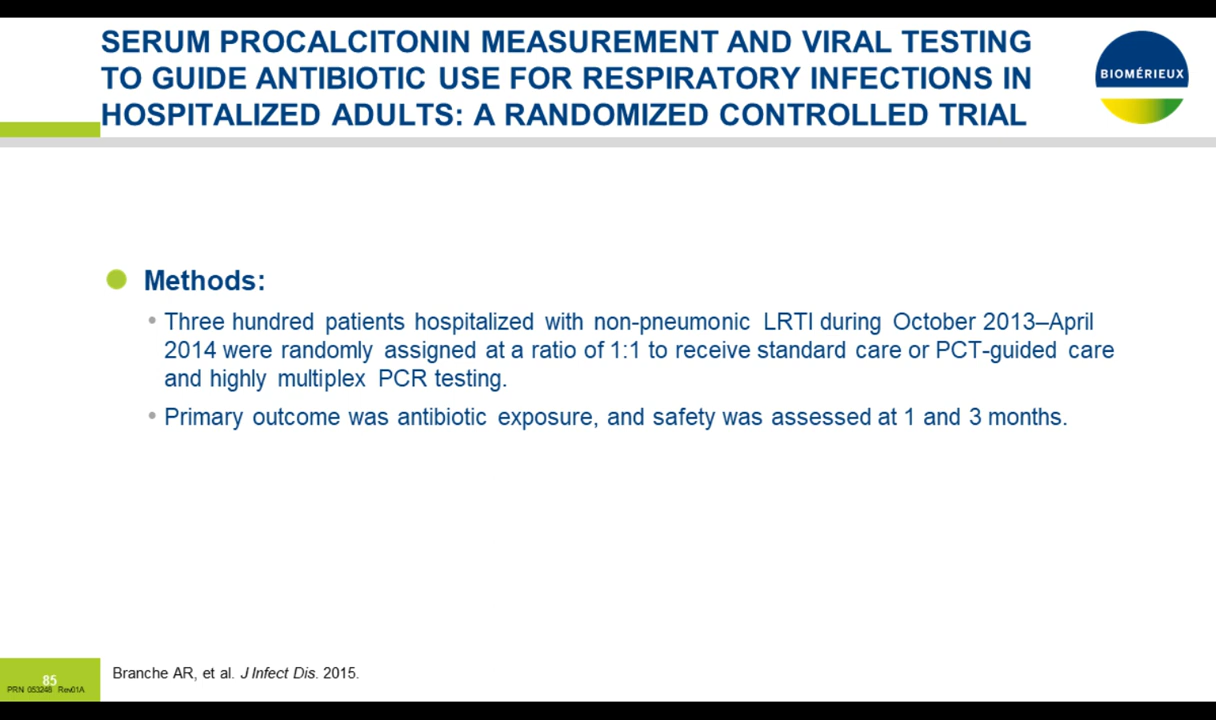 SERUM PROCALCITONIN MEASUREMENT AND VIRAL TESTING
TO GUIDE ANTIBIOTIC USE FOR RESPIRATORY INFECTIONS IN
HOSPITALIZED ADULTS: A RANDOMIZED CONTROLLED TRIAL
BIOMÉRIEUX
Methods:
• Three hundred patients hospitalized with non-pneumonic LRTI during October 2013–April
2014 were randomly assigned at a ratio of 1:1 to receive standard care or PCT-guided care
and highly multiplex PCR testing.
• Primary outcome was antibiotic exposure, and safety was assessed at 1 and 3 months.
Branche AR, et al. J Infect Dis. 2015.
85
PRN 053248 Rev01A